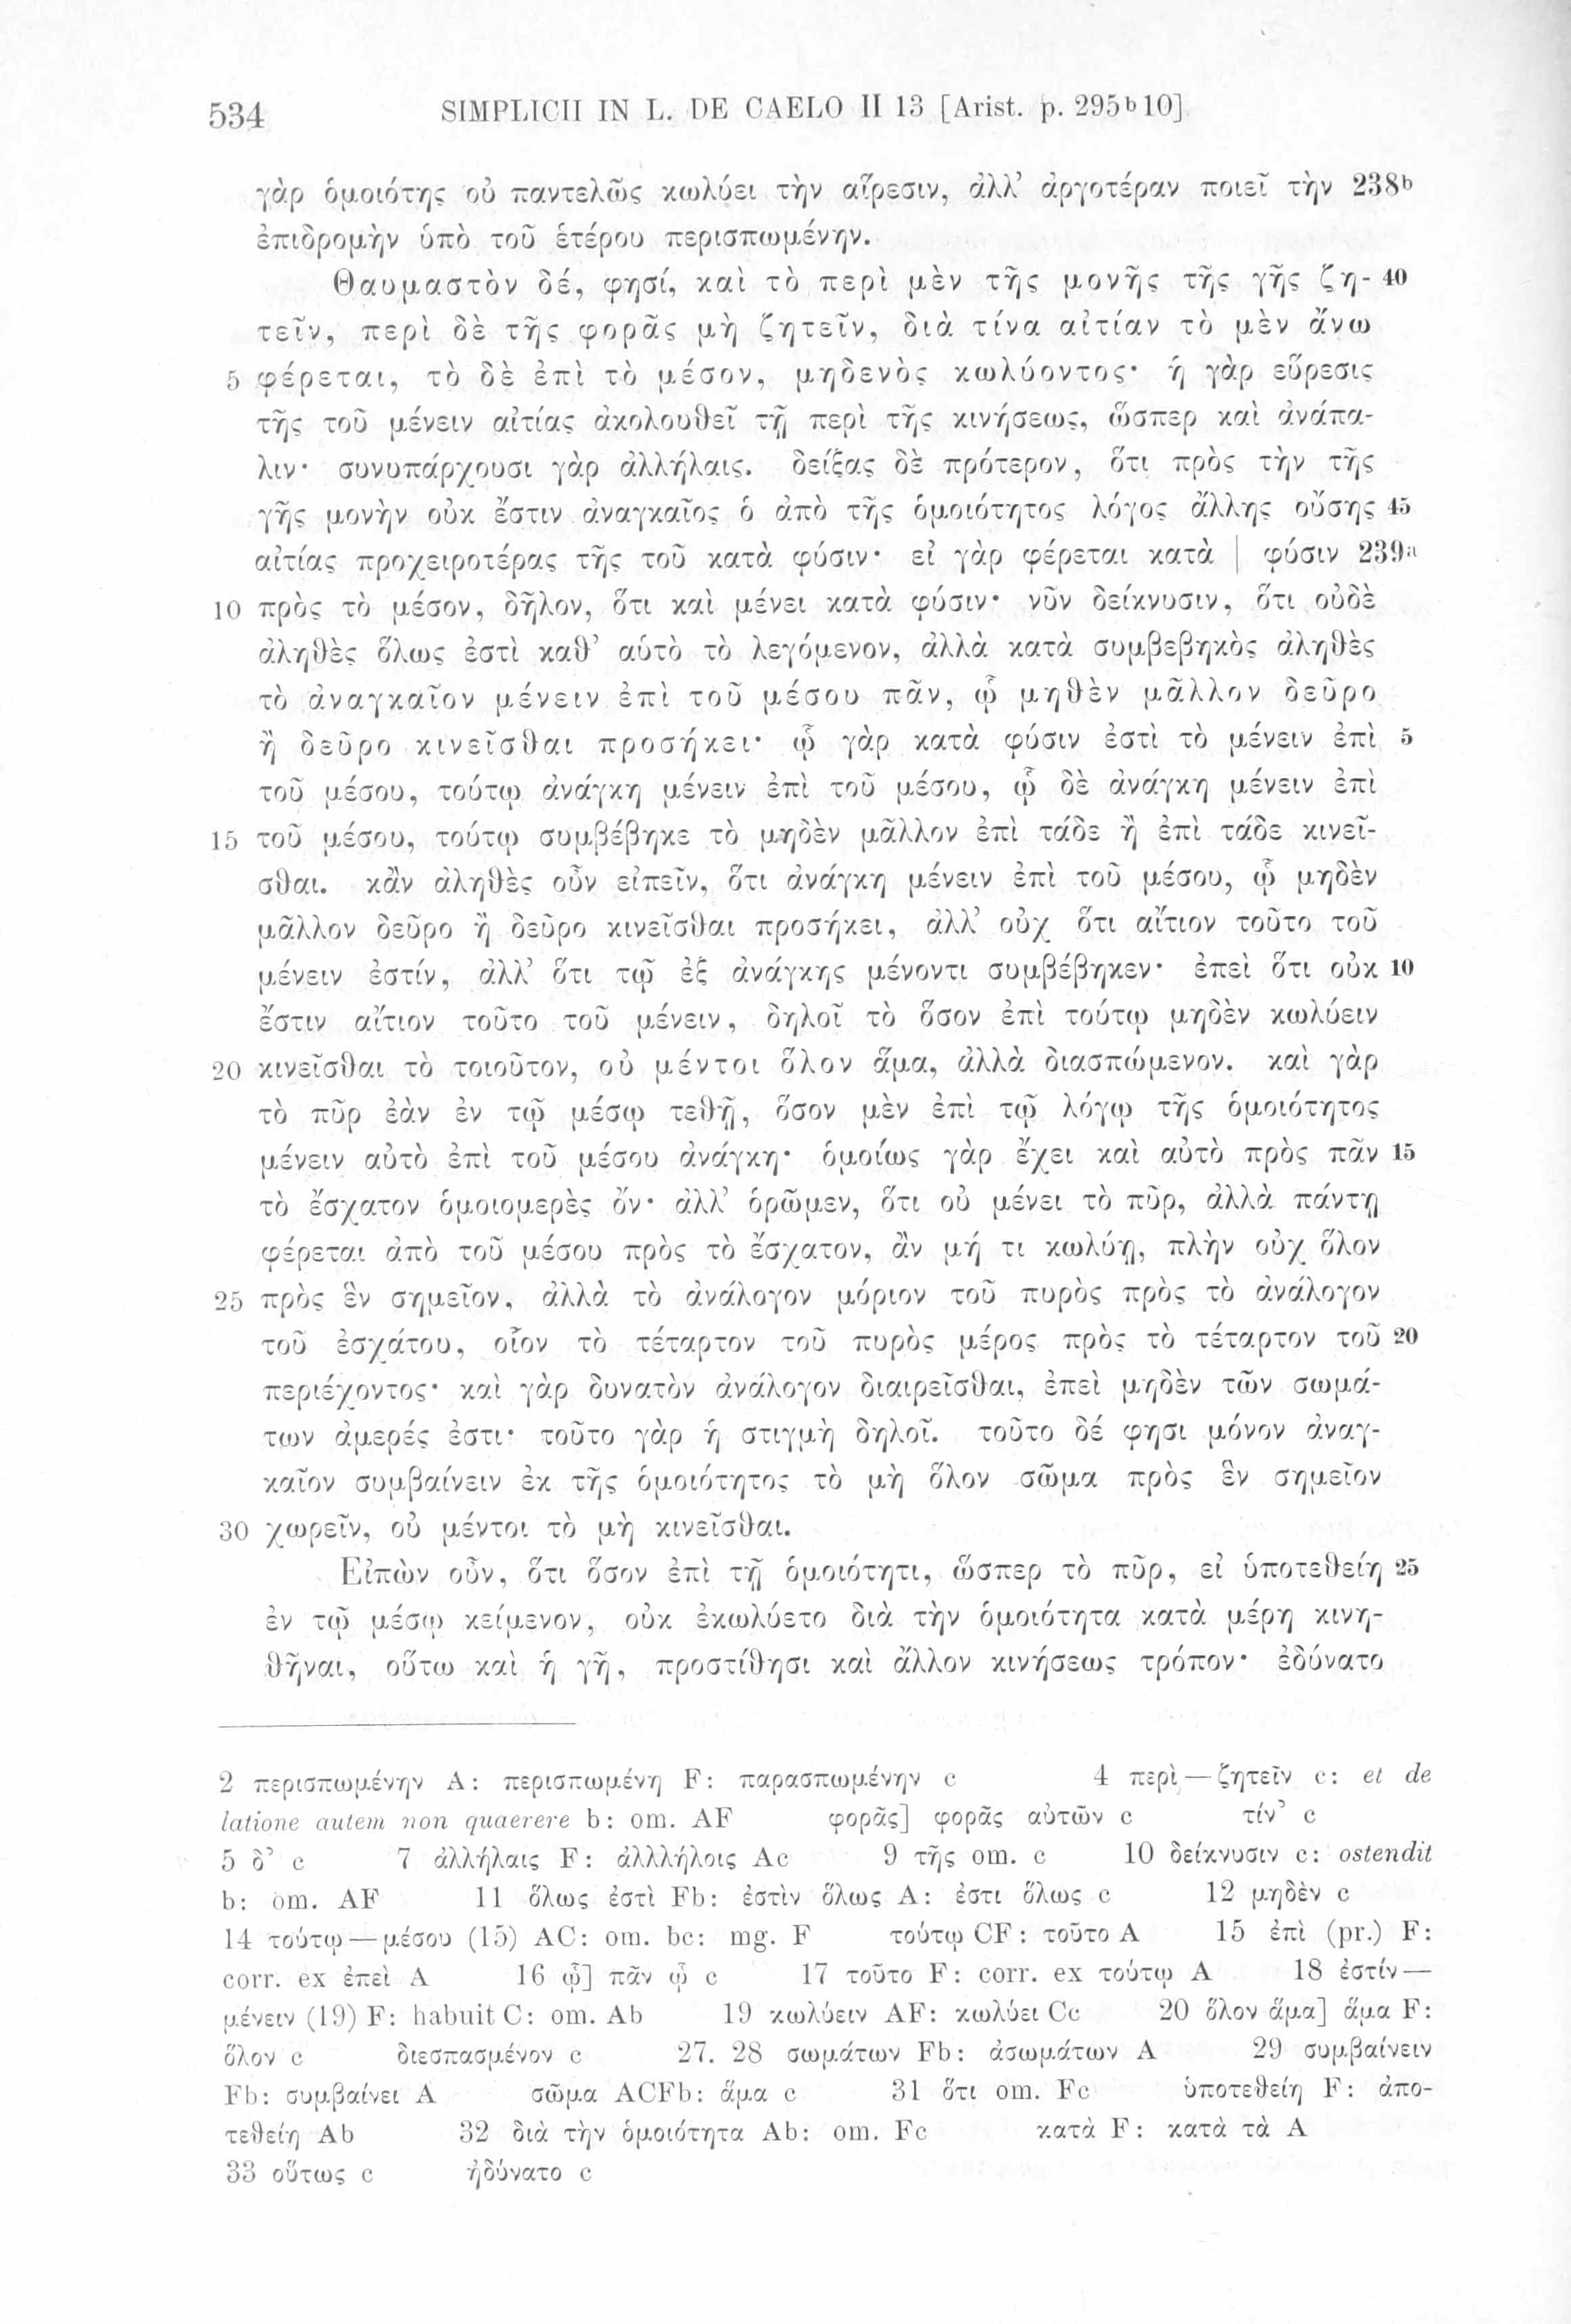 534 SIMPLICII IN L. DE CAELO II 13 [Arist. p. 295ᵇ10]
γὰρ ὁμοιότης οὐ παντελῶς κωλύει τὴν αἵρεσιν, ἀλλ’ ἀργοτέραν ποιεῖ τὴν 238ᵇ
ἐπιδρομὴν ὑπὸ τοῦ ἑτέρου περισπωμένην.
Θαυμαστὸν δέ, φησί, καὶ τὸ περὶ μὲν τῆς μονῆς τῆς γῆς ζη- 40
τεῖν, περὶ δὲ τῆς φορᾶς μὴ ζητεῖν, διὰ τίνα αἰτίαν τὸ μὲν ἄνω
5 φέρεται, τὸ δὲ ἐπὶ τὸ μέσον, μηδενὸς κωλύοντος· ἡ γὰρ εὕρεσις
τῆς τοῦ μένειν αἰτίας ἀκολουθεῖ τῇ περὶ τῆς κινήσεως, ὥσπερ καὶ ἀνάπα-
λιν· συνυπάρχουσι γὰρ ἀλλήλαις. δείξας δὲ πρότερον, ὅτι πρὸς τὴν τῆς
γῆς μονὴν οὐκ ἔστιν ἀναγκαῖος ὁ ἀπὸ τῆς ὁμοιότητος λόγος ἄλλης οὔσης 45
αἰτίας προχειροτέρας τῆς τοῦ κατὰ φύσιν· εἰ γὰρ φέρεται κατὰ | φύσιν 239ᵃ
10 πρὸς τὸ μέσον, δῆλον, ὅτι καὶ μένει κατὰ φύσιν· νῦν δείκνυσιν, ὅτι οὐδὲ
ἀληθὲς ὅλως ἐστὶ καθ’ αὑτὸ τὸ λεγόμενον, ἀλλὰ κατὰ συμβεβηκὸς ἀληθὲς
τὸ ἀναγκαῖον μένειν ἐπὶ τοῦ μέσου πᾶν, ᾧ μηθὲν μᾶλλον δεῦρο
ἢ δεῦρο κινεῖσθαι προσήκει· ᾧ γὰρ κατὰ φύσιν ἐστὶ τὸ μένειν ἐπὶ 5
τοῦ μέσου, τούτῳ ἀνάγκη μένειν ἐπὶ τοῦ μέσου, ᾧ δὲ ἀνάγκη μένειν ἐπὶ
15 τοῦ μέσου, τούτῳ συμβέβηκε τὸ μηδὲν μᾶλλον ἐπὶ τάδε ἢ ἐπὶ τάδε κινεῖ-
σθαι. κἂν ἀληθὲς οὖν εἰπεῖν, ὅτι ἀνάγκη μένειν ἐπὶ τοῦ μέσου, ᾧ μηδὲν
μᾶλλον δεῦρο ἢ δεῦρο κινεῖσθαι προσήκει, ἀλλ’ οὐχ ὅτι αἴτιον τοῦτο τοῦ
μένειν ἐστίν, ἀλλ’ ὅτι τῷ ἐξ ἀνάγκης μένοντι συμβέβηκεν· ἐπεὶ ὅτι οὐκ 10
ἔστιν αἴτιον τοῦτο τοῦ μένειν, δηλοῖ τὸ ὅσον ἐπὶ τούτῳ μηδὲν κωλύειν
20 κινεῖσθαι τὸ τοιοῦτον, οὐ μέντοι ὅλον ἅμα, ἀλλὰ διασπώμενον. καὶ γὰρ
τὸ πῦρ ἐὰν ἐν τῷ μέσῳ τεθῇ, ὅσον μὲν ἐπὶ τῷ λόγῳ τῆς ὁμοιότητος
μένειν αὐτὸ ἐπὶ τοῦ μέσου ἀνάγκη· ὁμοίως γὰρ ἔχει καὶ αὐτὸ πρὸς πᾶν 15
τὸ ἔσχατον ὁμοιομερὲς ὄν· ἀλλ’ ὁρῶμεν, ὅτι οὐ μένει τὸ πῦρ, ἀλλὰ πάντῃ
φέρεται ἀπὸ τοῦ μέσου πρὸς τὸ ἔσχατον, ἂν μή τι κωλύῃ, πλὴν οὐχ ὅλον
25 πρὸς ἓν σημεῖον, ἀλλὰ τὸ ἀνάλογον μόριον τοῦ πυρὸς πρὸς τὸ ἀνάλογον
τοῦ ἐσχάτου, οἷον τὸ τέταρτον τοῦ πυρὸς μέρος πρὸς τὸ τέταρτον τοῦ 20
περιέχοντος· καὶ γὰρ δυνατὸν ἀνάλογον διαιρεῖσθαι, ἐπεὶ μηδὲν τῶν σωμά-
των ἀμερές ἐστι· τοῦτο γὰρ ἡ στιγμὴ δηλοῖ. τοῦτο δέ φησι μόνον ἀναγ-
καῖον συμβαίνειν ἐκ τῆς ὁμοιότητος τὸ μὴ ὅλον σῶμα πρὸς ἓν σημεῖον
30 χωρεῖν, οὐ μέντοι τὸ μὴ κινεῖσθαι.
Εἰπὼν οὖν, ὅτι ὅσον ἐπὶ τῇ ὁμοιότητι, ὥσπερ τὸ πῦρ, εἰ ὑποτεθείη 25
ἐν τῷ μέσῳ κείμενον, οὐκ ἐκωλύετο διὰ τὴν ὁμοιότητα κατὰ μέρη κινη-
θῆναι, οὕτω καὶ ἡ γῆ, προστίθησι καὶ ἄλλον κινήσεως τρόπον· ἐδύνατο
2 περισπωμένην A: περισπωμένη F: παρασπωμένην c 4 περὶ — ζητεῖν c: et de
latione autem non quaerere b: om. AF φορᾶς] φορᾶς αὐτῶν c τίν’ c
5 δ’ c 7 ἀλλήλαις F: ἀλλλήλοις Ac 9 τῆς om. c 10 δείκνυσιν c: ostendit
b: om. AF 11 ὅλως ἐστὶ Fb: ἐστὶν ὅλως A: ἐστι ὅλως c 12 μηδὲν c
14 τούτῳ — μέσου (15) AC: om. bc: mg. F τούτῳ CF: τοῦτο A 15 ἐπὶ (pr.) F:
corr. ex ἐπεὶ A 16 ᾧ] πᾶν ᾧ c 17 τοῦτο F: corr. ex τούτῳ A 18 ἐστίν —
μένειν (19) F: habuit C: om. Ab 19 κωλύειν AF: κωλύει Cc 20 ὅλον ἅμα] ἅμα F:
ὅλον c διεσπασμένον c 27. 28 σωμάτων Fb: ἀσωμάτων A 29 συμβαίνειν
Fb: συμβαίνει A σῶμα ACFb: ἅμα c 31 ὅτι om. Fc ὑποτεθείη F: ἀπο-
τεθείη Ab 32 διὰ τὴν ὁμοιότητα Ab: om. Fc κατὰ F: κατὰ τὰ A
33 οὕτως c ἠδύνατο c